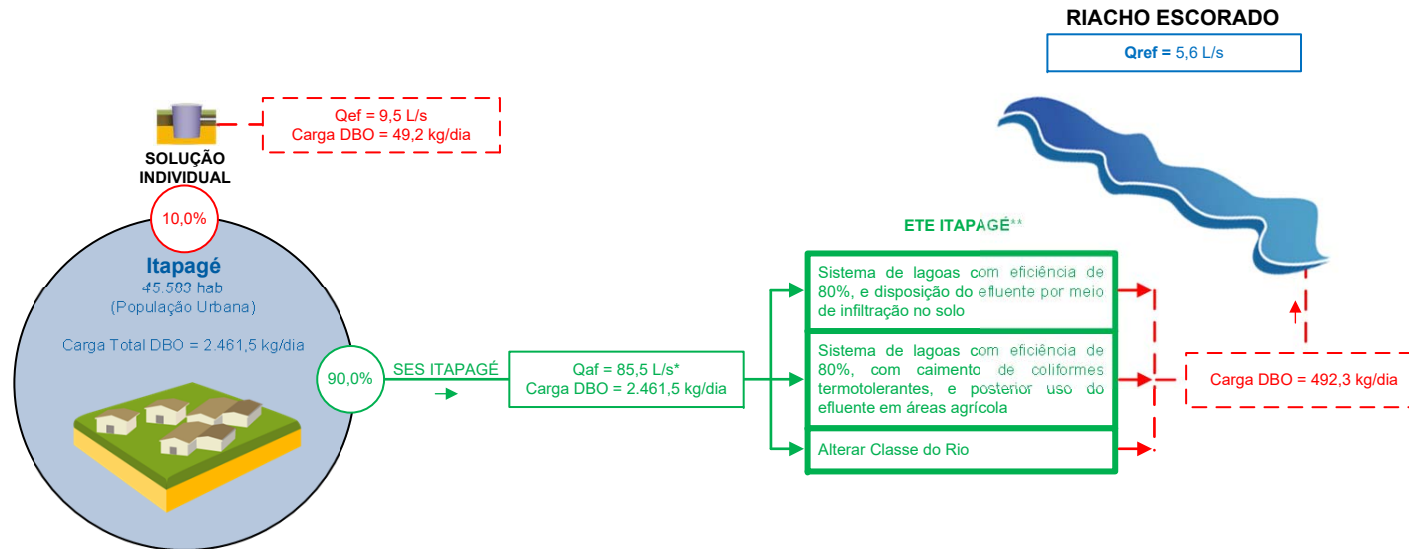 RIACHO ESCORADO
Qref = 5,6 L/s
Qef = 9,5 L/s
Carga DBO = 49,2 kg/dia
SOLUÇÃO
INDIVIDUAL
10,0%
Itapagé
45.583 hab
(População Urbana)
Carga Total DBO = 2.461,5 kg/dia
90,0%
SES ITAPAGÉ
Qaf = 85,5 L/s*
Carga DBO = 2.461,5 kg/dia
ETE ITAPAGÉ**
Sistema de lagoas com eficiência de
80%, e disposição do efluente por meio
de infiltração no solo
Sistema de lagoas com eficiência de
80%, com caimento de coliformes
termotolerantes, e posterior uso do
efluente em áreas agrícola
Alterar Classe do Rio
Carga DBO = 492,3 kg/dia